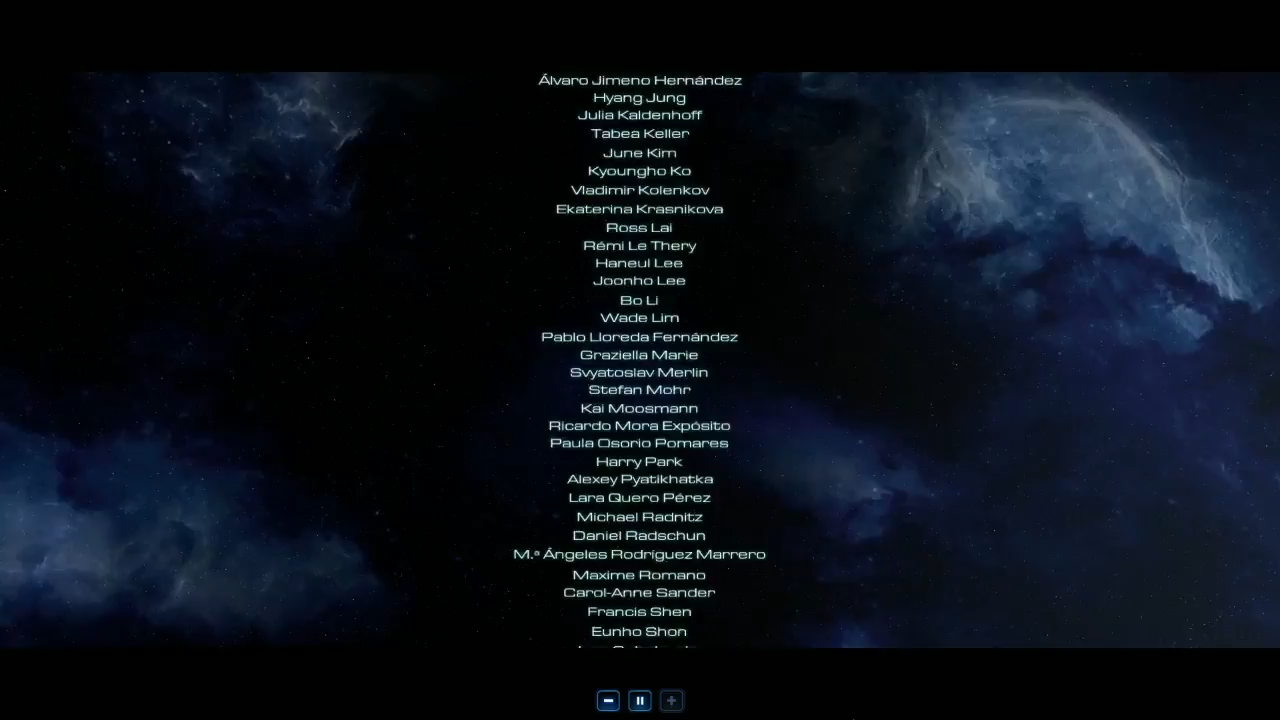 Álvaro Jimeno Hernández
Hyang Jung
Julia Kaldenhoff
Tabea Keller
June Kim
Kyoungho Ko
Vladimir Kolenkov
Ekaterina Krasnikova
Ross Lai
Rémi Le Thery
Haneul Lee
Joonho Lee
Bo Li
Wade Lim
Pablo Lloreda Fernández
Graziella Marie
Svyatoslav Merlin
Stefan Mohr
Kai Moosmann
Ricardo Mora Expósito
Paula Osorio Pomares
Harry Park
Alexey Pyatikhatka
Lara Quero Pérez
Michael Radnitz
Daniel Radschun
M.ª Ángeles Rodríguez Marrero
Maxime Romano
Carol-Anne Sander
Francis Shen
Eunho Shon